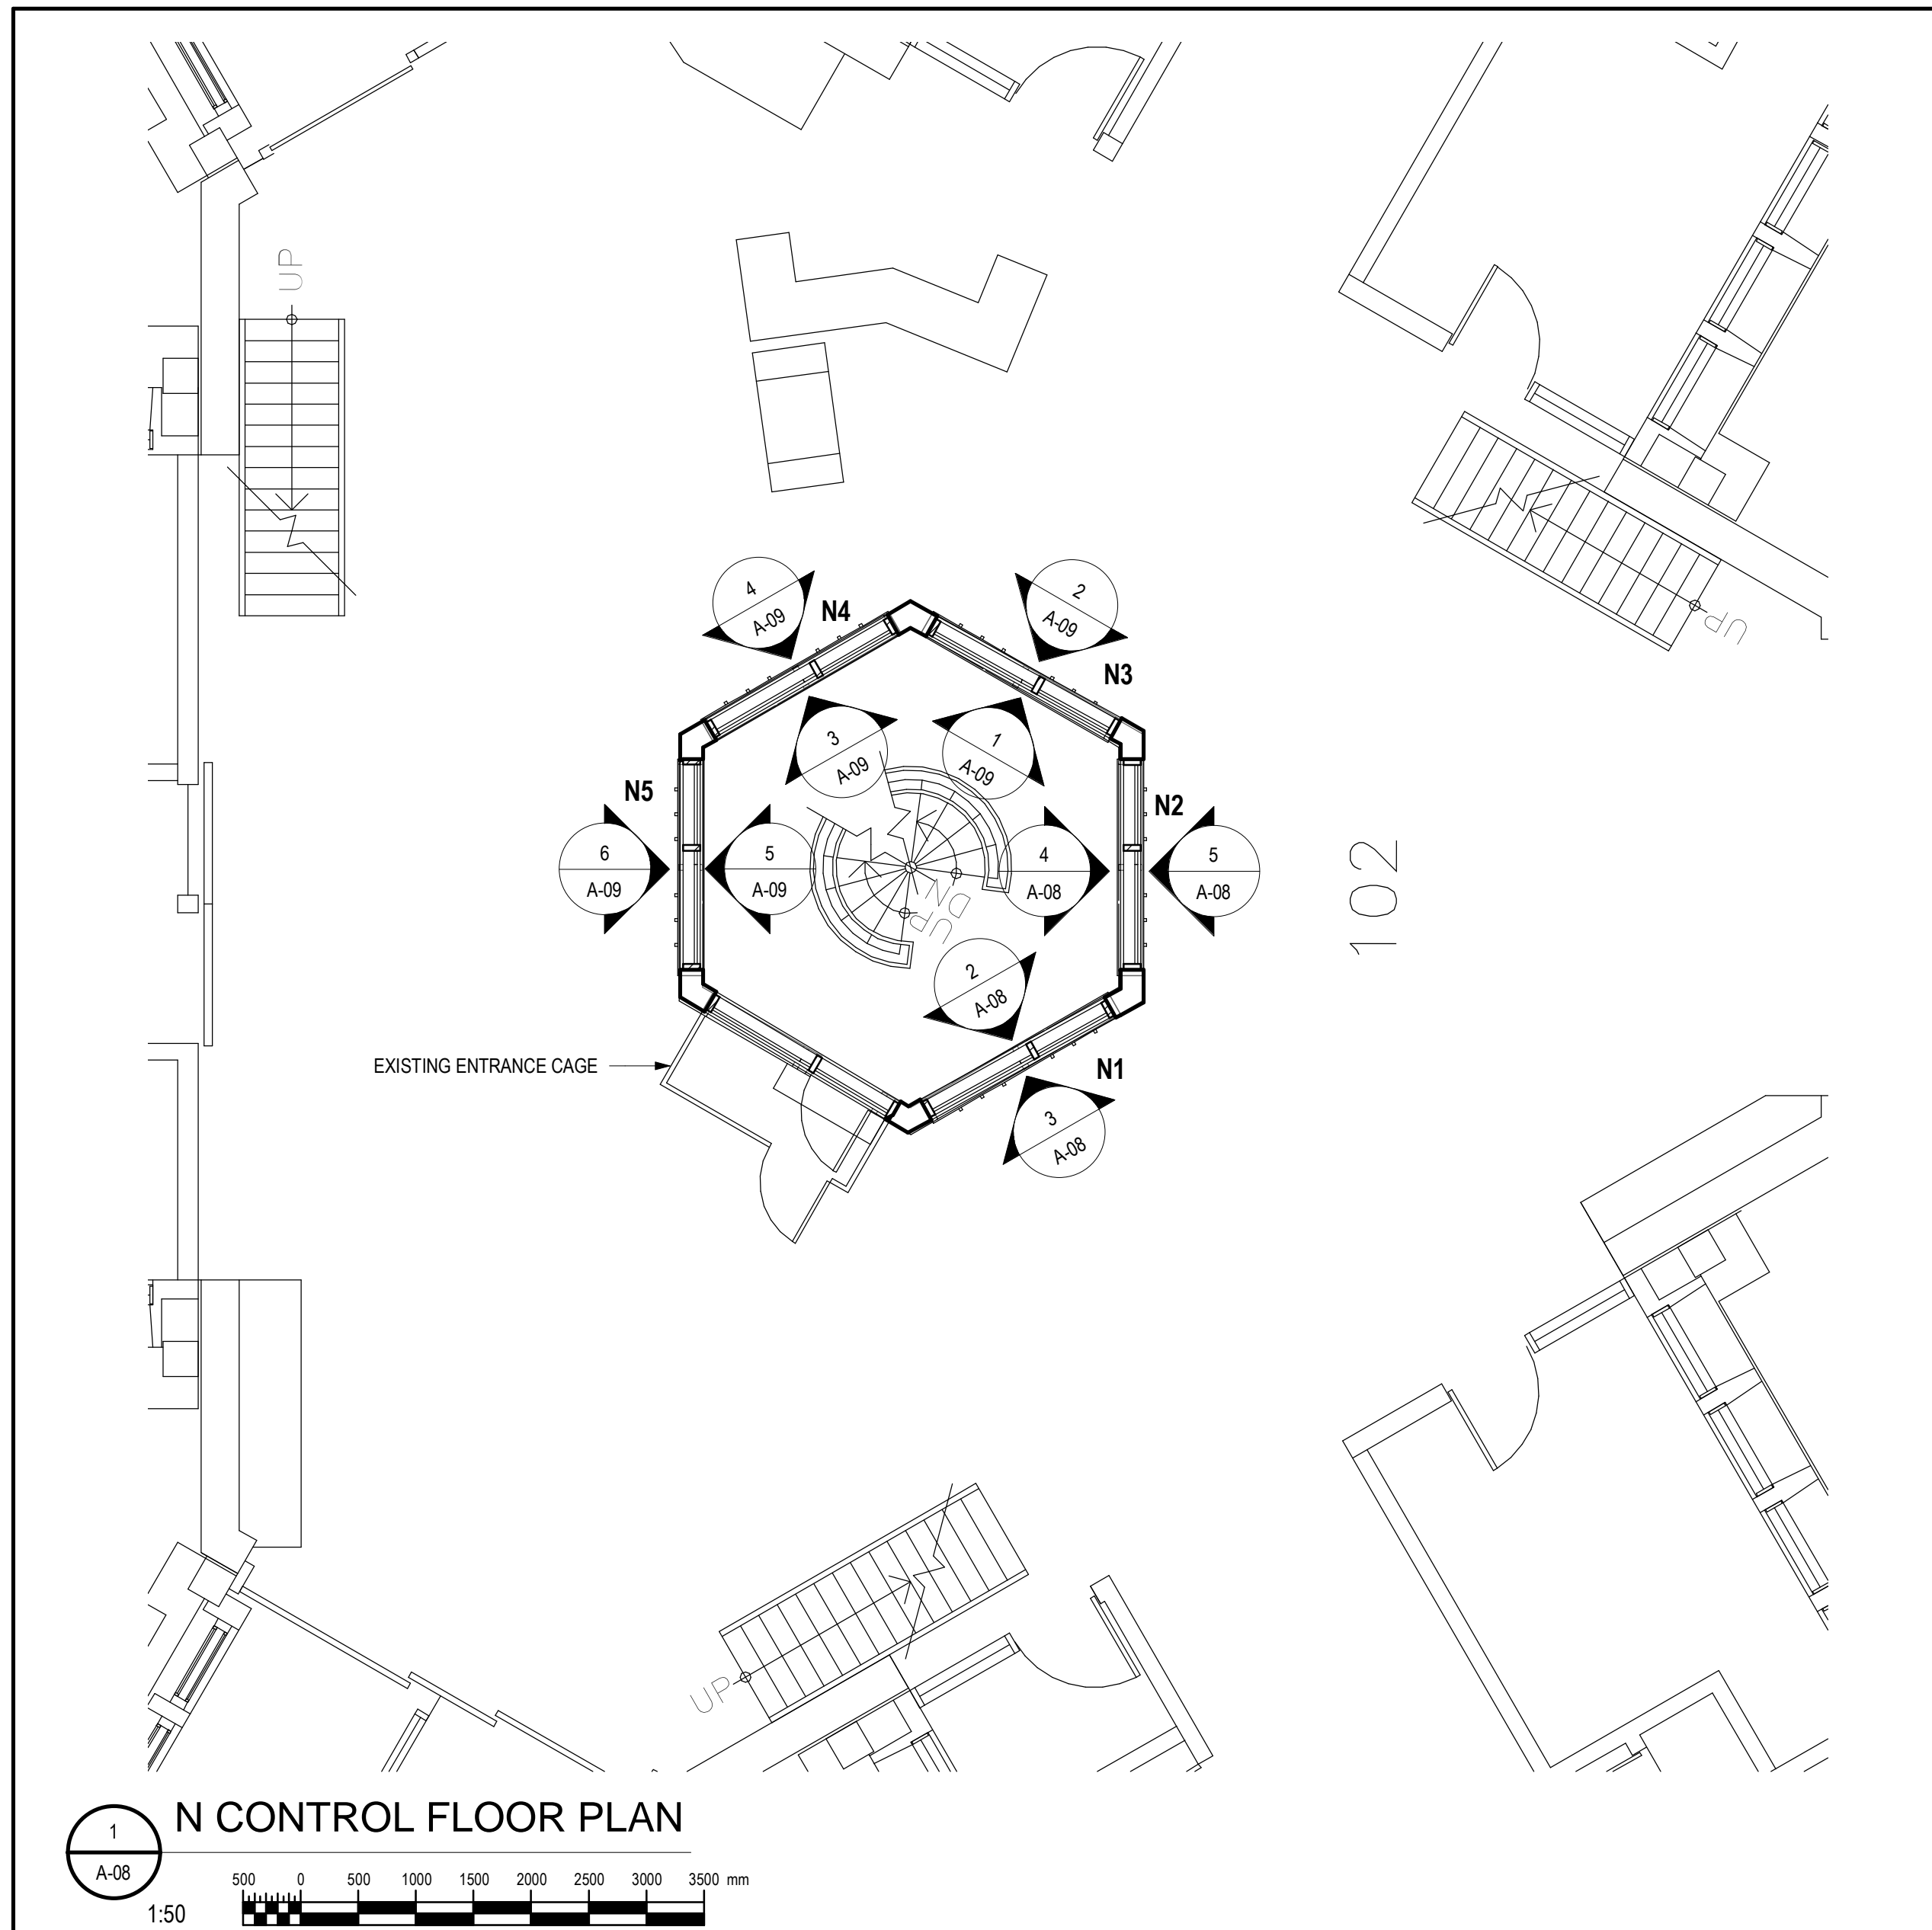 UP
4
A-09
N4
2
A-09
N3
UP
3
A-09
1
A-09
N5
N2
6
A-09
5
A-09
4
A-08
5
A-08
102
UP
DN
2
A-08
EXISTING ENTRANCE CAGE
N1
3
A-08
UP
1
A-08
N CONTROL FLOOR PLAN
500 0 500 1000 1500 2000 2500 3000 3500 mm
1:50